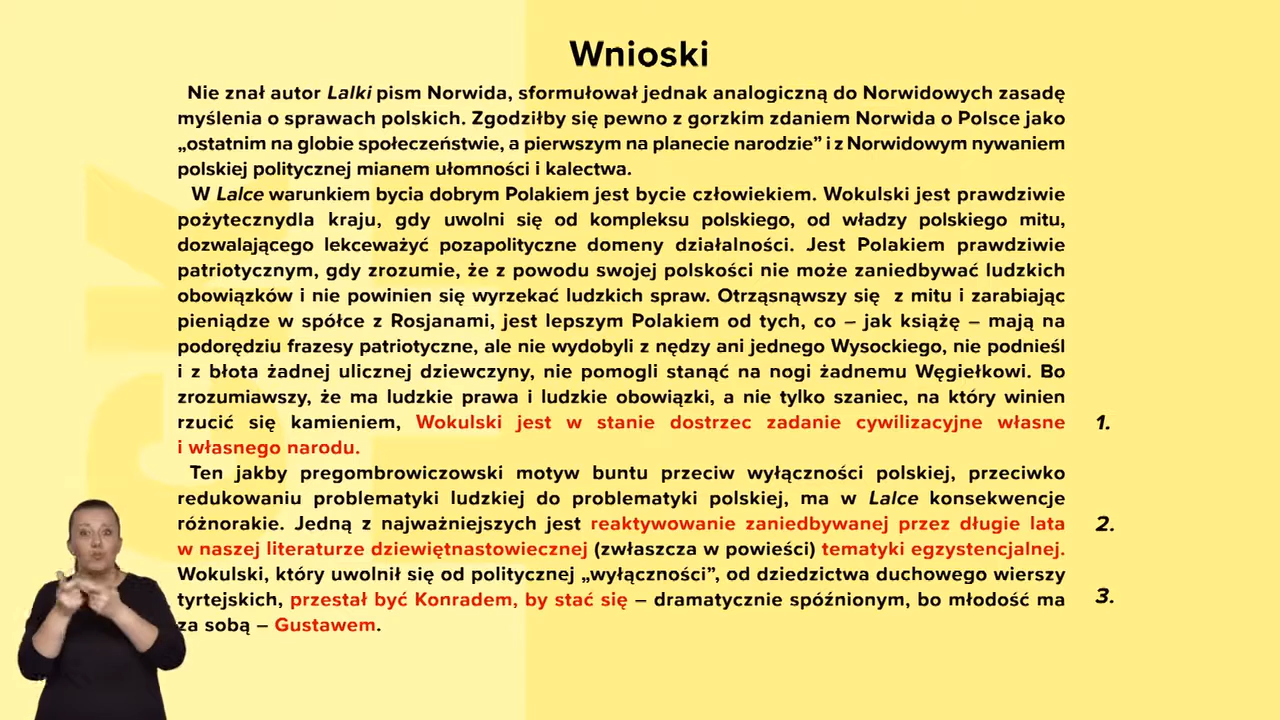 Wnioski
Nie znał autor Lalki pism Norwida, sformułował jednak analogiczną do Norwidowych zasadę
myślenia o sprawach polskich. Zgodziłby się pewno z gorzkim zdaniem Norwida o Polsce jako
„ostatnim na globie społeczeństwie, a pierwszym na planecie narodzie” i z Norwidowym nywaniem
polskiej politycznej mianem ułomności i kalectwa.
W Lalce warunkiem bycia dobrym Polakiem jest bycie człowiekiem. Wokulski jest prawdziwie
pożytecznydla kraju, gdy uwolni się od kompleksu polskiego, od władzy polskiego mitu,
dozwalającego lekceważyć pozapolityczne domeny działalności. Jest Polakiem prawdziwie
patriotycznym, gdy zrozumie, że z powodu swojej polskości nie może zaniedbywać ludzkich
obowiązków i nie powinien się wyrzekać ludzkich spraw. Otrząsnąwszy się z mitu i zarabiając
pieniądze w spółce z Rosjanami, jest lepszym Polakiem od tych, co – jak książę – mają na
podorędziu frazesy patriotyczne, ale nie wydobyli z nędzy ani jednego Wysockiego, nie podnieśl
i z błota żadnej ulicznej dziewczyny, nie pomogli stanąć na nogi żadnemu Węgiełkowi. Bo
zrozumiawszy, że ma ludzkie prawa i ludzkie obowiązki, a nie tylko szaniec, na który winien
rzucić się kamieniem, Wokulski jest w stanie dostrzec zadanie cywilizacyjne własne 1.
i własnego narodu.
Ten jakby pregombrowiczowski motyw buntu przeciw wyłączności polskiej, przeciwko
redukowaniu problematyki ludzkiej do problematyki polskiej, ma w Lalce konsekwencje
różnorakie. Jedną z najważniejszych jest reaktywowanie zaniedbywanej przez długie lata 2.
w naszej literaturze dziewiętnastowiecznej (zwłaszcza w powieści) tematyki egzystencjalnej.
Wokulski, który uwolnił się od politycznej „wyłączności”, od dziedzictwa duchowego wierszy
tyrtejskich, przestał być Konradem, by stać się – dramatycznie spóźnionym, bo młodość ma 3.
za sobą – Gustawem.